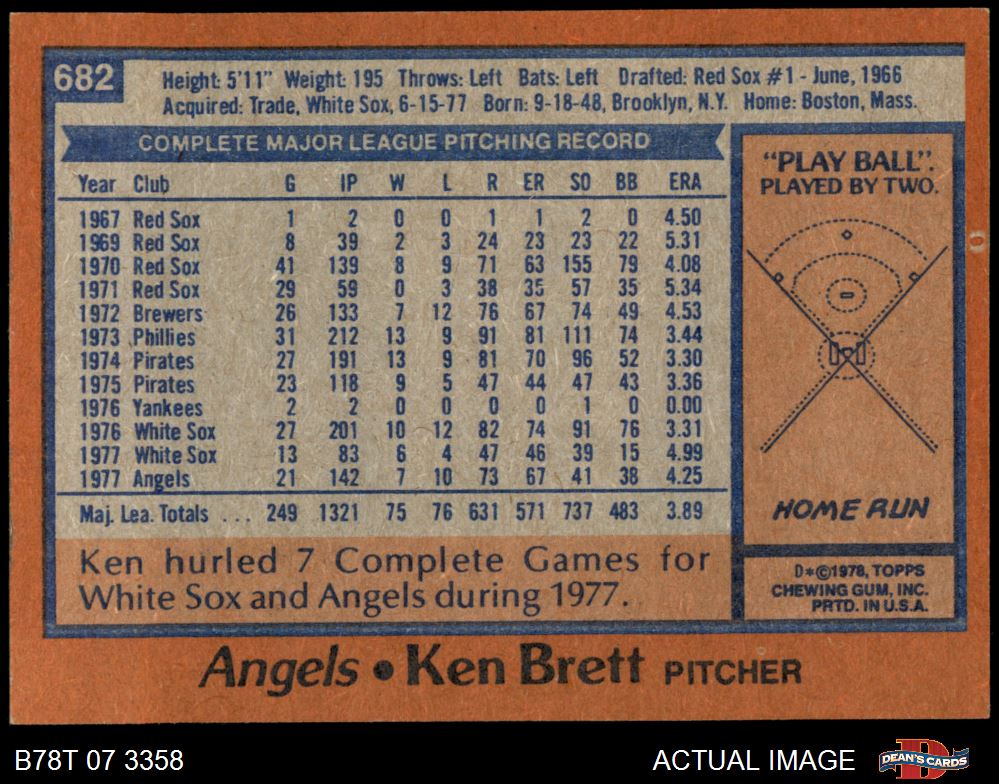 682
Height: 5'11" Weight: 195 Throws: Left Bats: Left Drafted: Red Sox #1 - June, 1966
Acquired: Trade, White Sox, 6-15-77 Born: 9-18-48, Brooklyn, N.Y. Home: Boston, Mass.
COMPLETE MAJOR LEAGUE PITCHING RECORD
Year Club G IP W L R ER SO BB ERA
1967 Red Sox 1 2 0 0 1 1 2 0 4.50
1969 Red Sox 8 39 2 3 24 23 23 22 5.31
1970 Red Sox 41 139 8 9 71 63 155 79 4.08
1971 Red Sox 29 59 0 3 38 35 57 35 5.34
1972 Brewers 26 133 7 12 76 67 74 49 4.53
1973 Phillies 31 212 13 9 91 81 111 74 3.44
1974 Pirates 27 191 13 9 81 70 96 52 3.30
1975 Pirates 23 118 9 5 47 44 47 43 3.36
1976 Yankees 2 2 0 0 0 0 1 0 0.00
1976 White Sox 27 201 10 12 82 74 91 76 3.31
1977 White Sox 13 83 6 4 47 46 39 15 4.99
1977 Angels 21 142 7 10 73 67 41 38 4.25
Maj. Lea. Totals ... 249 1321 75 76 631 571 737 483 3.89
Ken hurled 7 Complete Games for
White Sox and Angels during 1977.
"PLAY BALL".
PLAYED BY TWO.
HOME RUN
D*©1978, TOPPS
CHEWING GUM, INC.
PRTD. IN U.S.A.
Angels • Ken Brett PITCHER
B78T 07 3358
ACTUAL IMAGE
DEAN'S CARDS